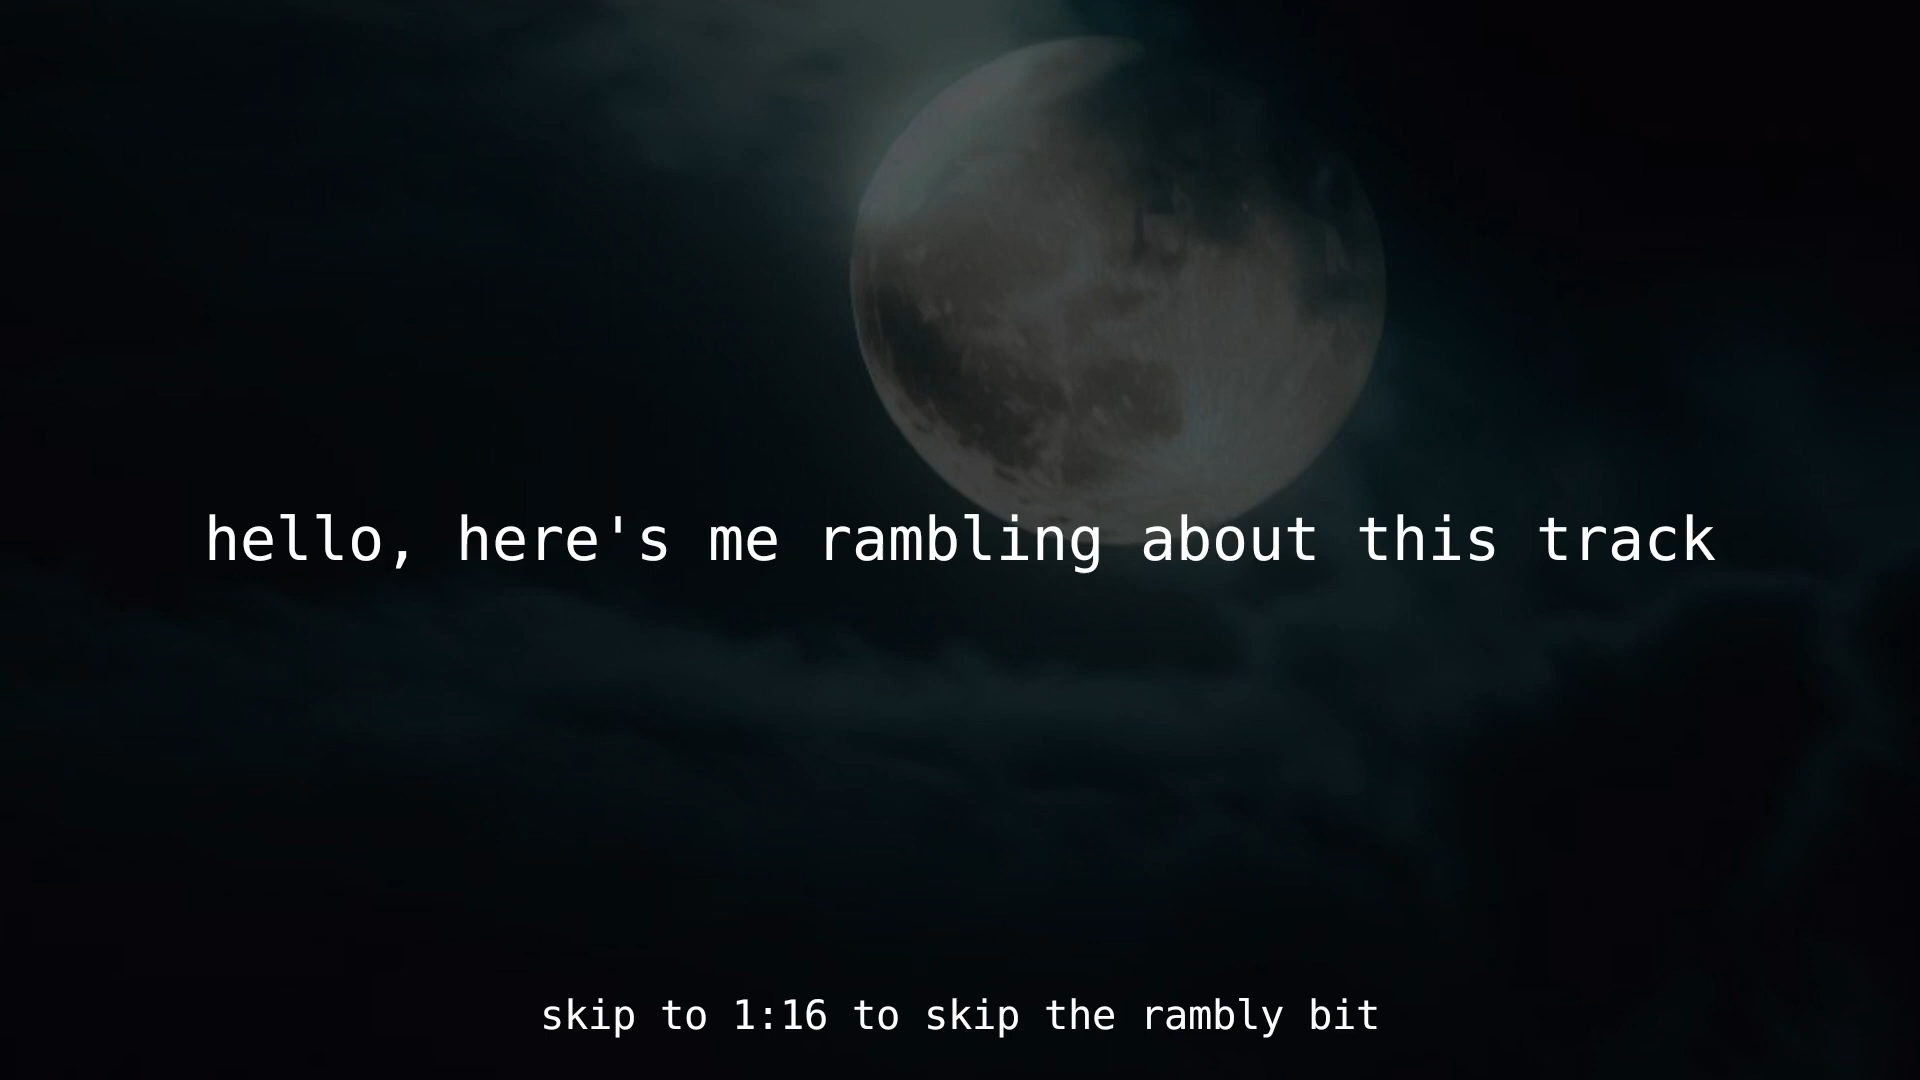 hello, here's me rambling about this track
skip to 1:16 to skip the rambly bit